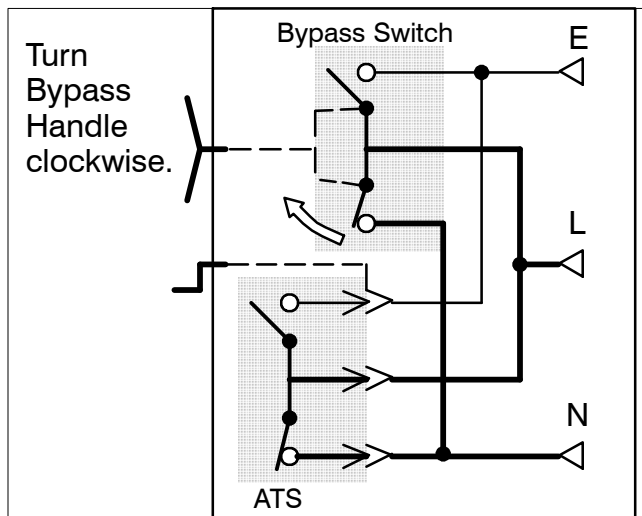 Turn
Bypass
Handle
clockwise.
Bypass Switch
E
L
N
ATS